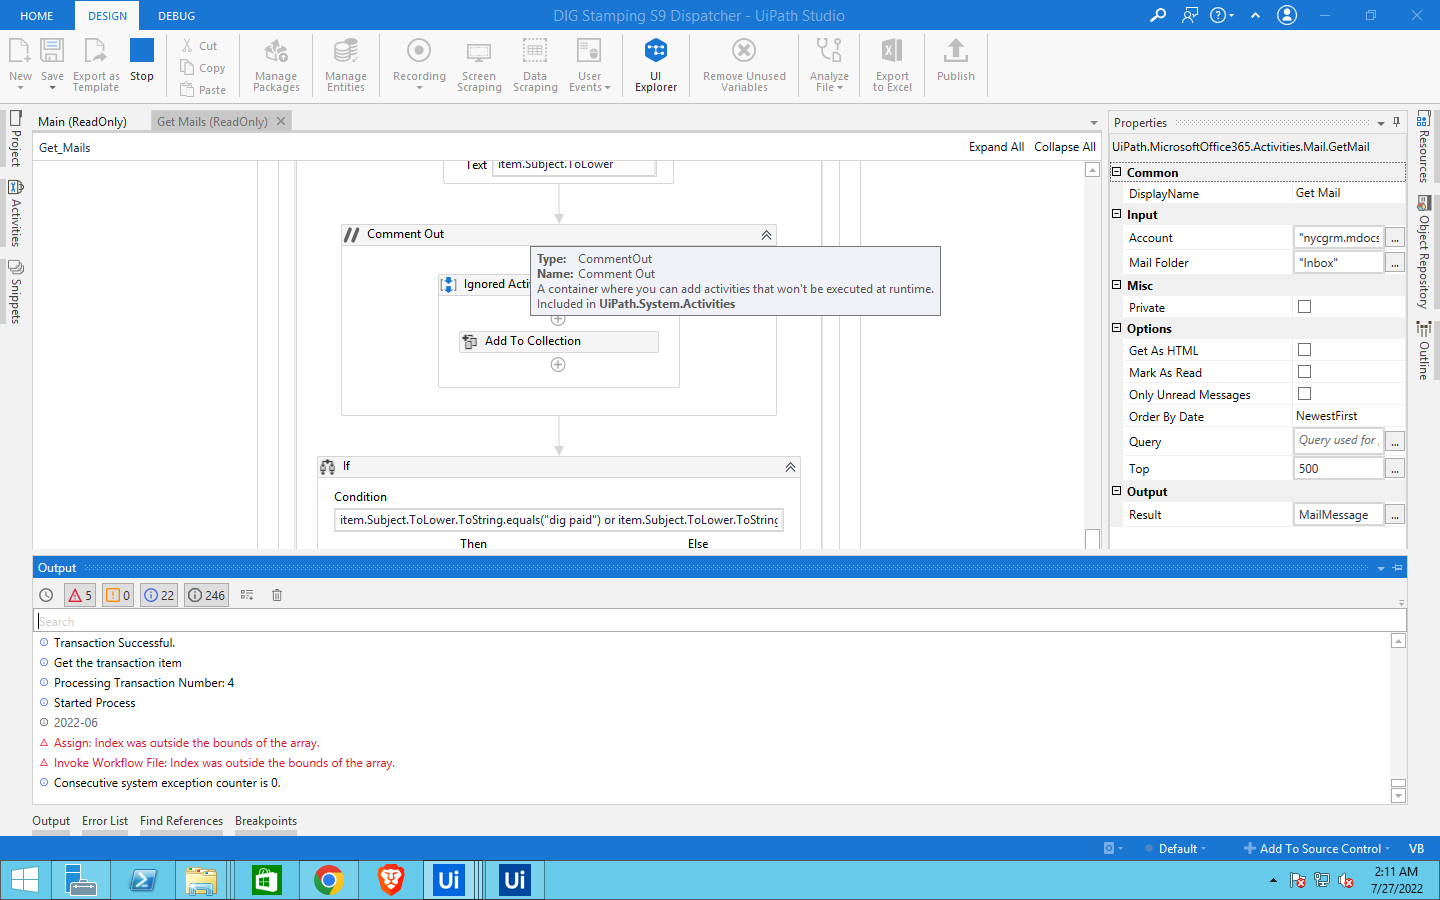 HOME
DESIGN
DEBUG
DIG Stamping S9 Dispatcher - UiPath Studio
New
Save
Export as Template
Stop
Cut
Copy
Paste
Manage Packages
Manage Entities
Recording
Screen Scraping
Data Scraping
User Events
UI Explorer
Remove Unused Variables
Analyze File
Export to Excel
Publish
Project
Activities
Snippets
Main (ReadOnly)
Get Mails (ReadOnly)
Get_Mails
Expand All
Collapse All
Text
item.Subject.ToLower
Comment Out
Type: CommentOut
Name: Comment Out
A container where you can add activities that won't be executed at runtime.
Included in UiPath.System.Activities
Ignored Acti
Add To Collection
If
Condition
item.Subject.ToLower.ToString.equals("dig paid") or item.Subject.ToLower.ToString
Then
Else
Properties
UiPath.MicrosoftOffice365.Activities.Mail.GetMail
Common
DisplayName
Get Mail
Input
Account
"nycgrm.mdocs
...
Mail Folder
"Inbox"
...
Misc
Private
Options
Get As HTML
Mark As Read
Only Unread Messages
Order By Date
NewestFirst
Query
Query used for
...
Top
500
...
Output
Result
MailMessage
...
Resources
Object Repository
Outline
Output
5
0
22
246
Search
Transaction Successful.
Get the transaction item
Processing Transaction Number: 4
Started Process
2022-06
Assign: Index was outside the bounds of the array.
Invoke Workflow File: Index was outside the bounds of the array.
Consecutive system exception counter is 0.
Output
Error List
Find References
Breakpoints
Default
Add To Source Control
VB
Ui
Ui
2:11 AM
7/27/2022